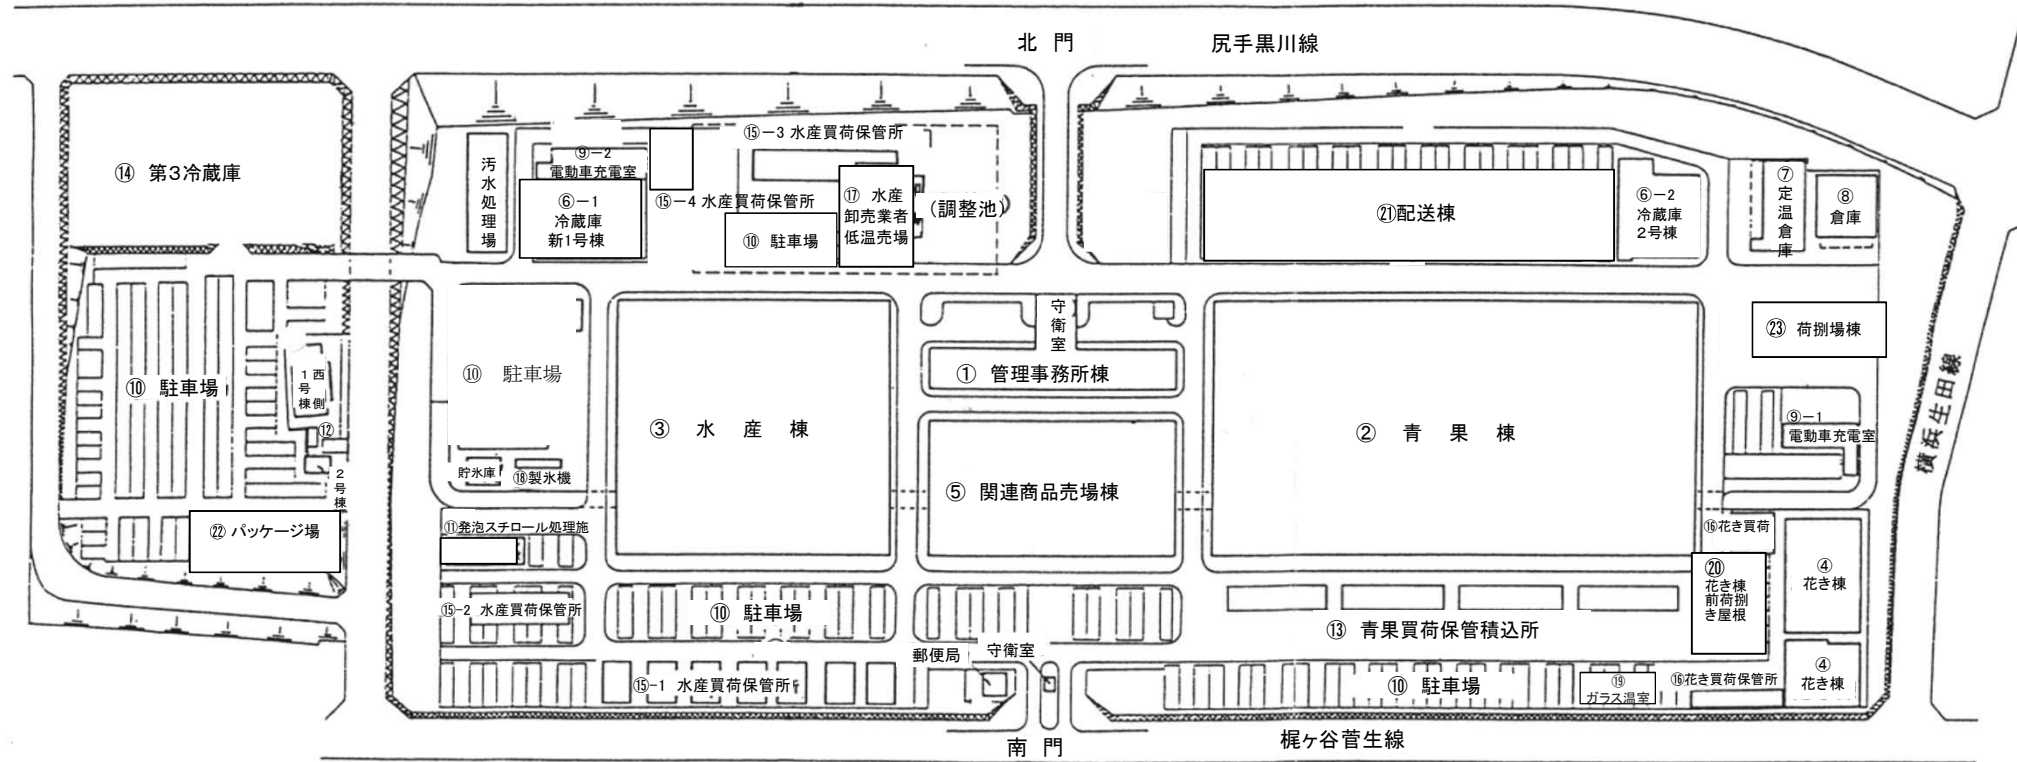 北 門
尻手黒川線
⑭ 第3冷蔵庫
汚水処理場
⑨－2
電動車充電室
⑥－1
冷蔵庫
新1号棟
⑮－3 水産買荷保管所
⑮－4 水産買荷保管所
⑩ 駐車場
⑰ 水産
卸売業者
低温売場
(調整池)
㉑配送棟
⑥－2
冷蔵庫
2号棟
⑦定温倉庫
⑧
倉庫
⑩ 駐車場
西側
1号棟
⑫
2号棟
㉒ パッケージ場
⑩ 駐車場
貯氷庫
⑱製氷機
③ 水 産 棟
守衛室
① 管理事務所棟
⑤ 関連商品売場棟
② 青 果 棟
㉓ 荷捌場棟
⑨－1
電動車充電室
横浜生田線
⑪発泡スチロール処理施
⑮-2 水産買荷保管所
⑩ 駐車場
⑮-1 水産買荷保管所
郵便局
守衛室
⑬ 青果買荷保管積込所
⑯花き買荷
⑳
花き棟
前荷捌
き屋根
④
花き棟
④
花き棟
⑩ 駐車場
⑲
ガラス温室
⑯花き買荷保管所
南 門
梶ヶ谷菅生線